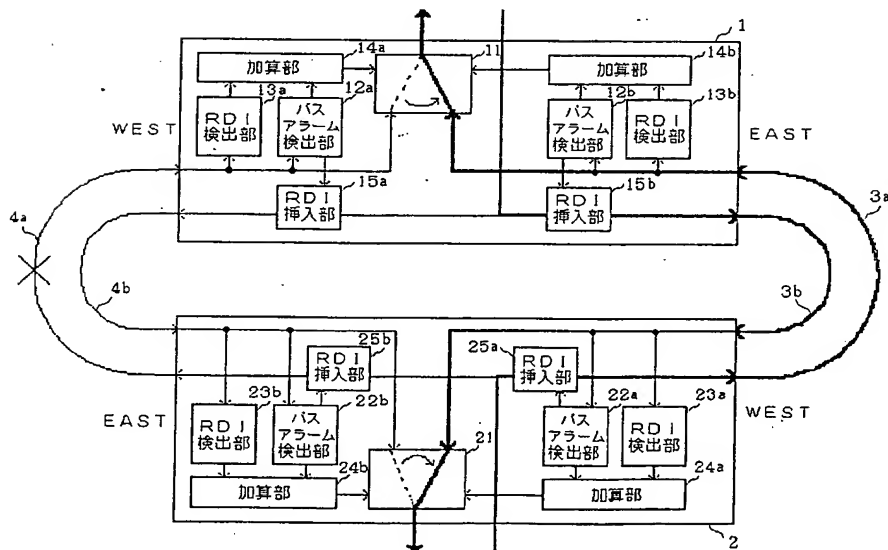 1
14a
11
14b
加算部
加算部
13a
12a
12b
13b
RDI
検出部
パス
アラーム
検出部
パス
アラーム
検出部
RDI
検出部
WEST
EAST
15a
15b
RDI
挿入部
RDI
挿入部
4a
3a
4b
3b
25b
25a
RDI
挿入部
RDI
挿入部
23b
22b
22a
23a
EAST
WEST
RDI
検出部
パス
アラーム
検出部
パス
アラーム
検出部
RDI
検出部
24b
21
24a
加算部
加算部
2